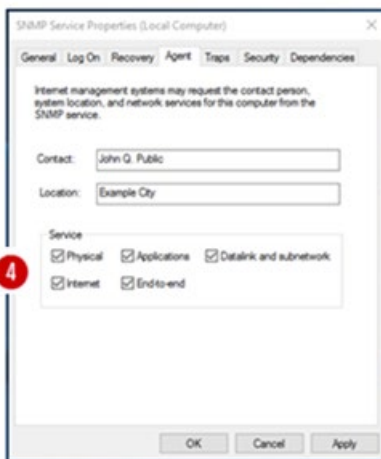 SNMP Service Properties (Local Computer)
General Log On Recovery Agent Traps Security Dependencies
Internet management systems may request the contact person,
system location, and network services for this computer from the
SNMP service.
Contact: John Q. Public
Location: Example City
Service
Physical Applications Datalink and subnetwork
4
Internet End-to-end
OK Cancel Apply